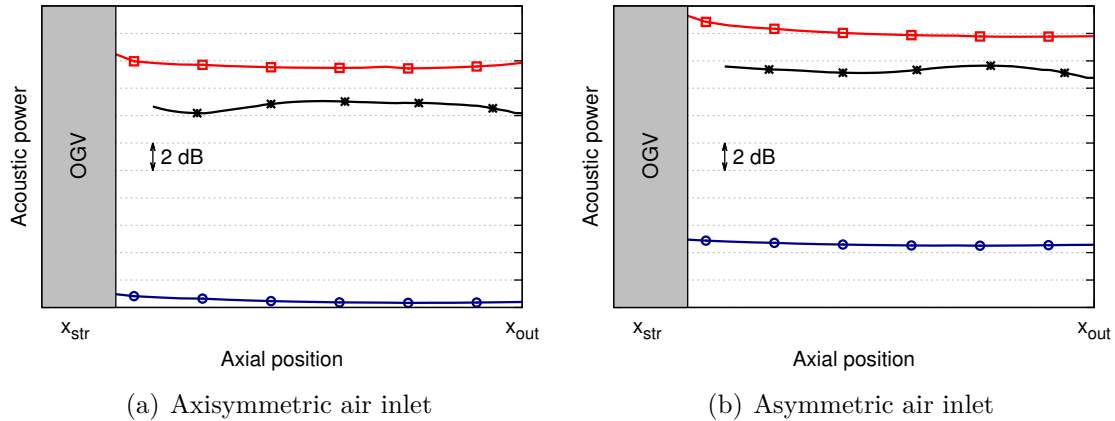 Acoustic power
OGV
2 dB
x_str
x_out
Axial position
(a) Axisymmetric air inlet
Acoustic power
OGV
2 dB
x_str
x_out
Axial position
(b) Asymmetric air inlet